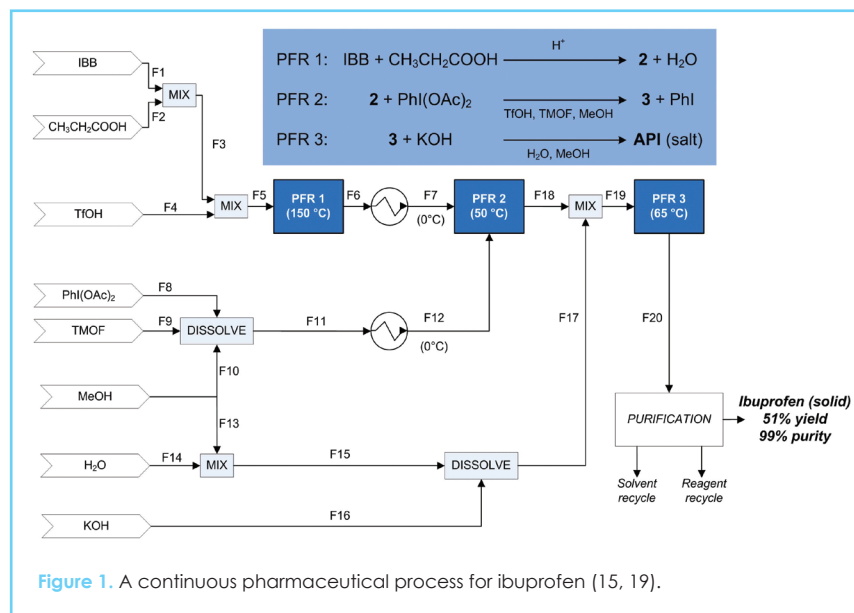 IBB
F1
MIX
CH₃CH₂COOH
F2
F3
PFR 1: IBB + CH₃CH₂COOH H⁺ 2 + H₂O
PFR 2: 2 + PhI(OAc)₂ TfOH, TMOF, MeOH 3 + PhI
PFR 3: 3 + KOH H₂O, MeOH API (salt)
TfOH
F4
MIX
F5
PFR 1
(150 °C)
F6
F7
(0°C)
PFR 2
(50 °C)
F18
MIX
F19
PFR 3
(65 °C)
PhI(OAc)₂
F8
TMOF
F9
DISSOLVE
F11
F12
(0°C)
F17
F20
F10
MeOH
F13
H₂O
F14
MIX
F15
DISSOLVE
KOH
F16
PURIFICATION
Ibuprofen (solid)
51% yield
99% purity
Solvent
recycle
Reagent
recycle
Figure 1. A continuous pharmaceutical process for ibuprofen (15, 19).